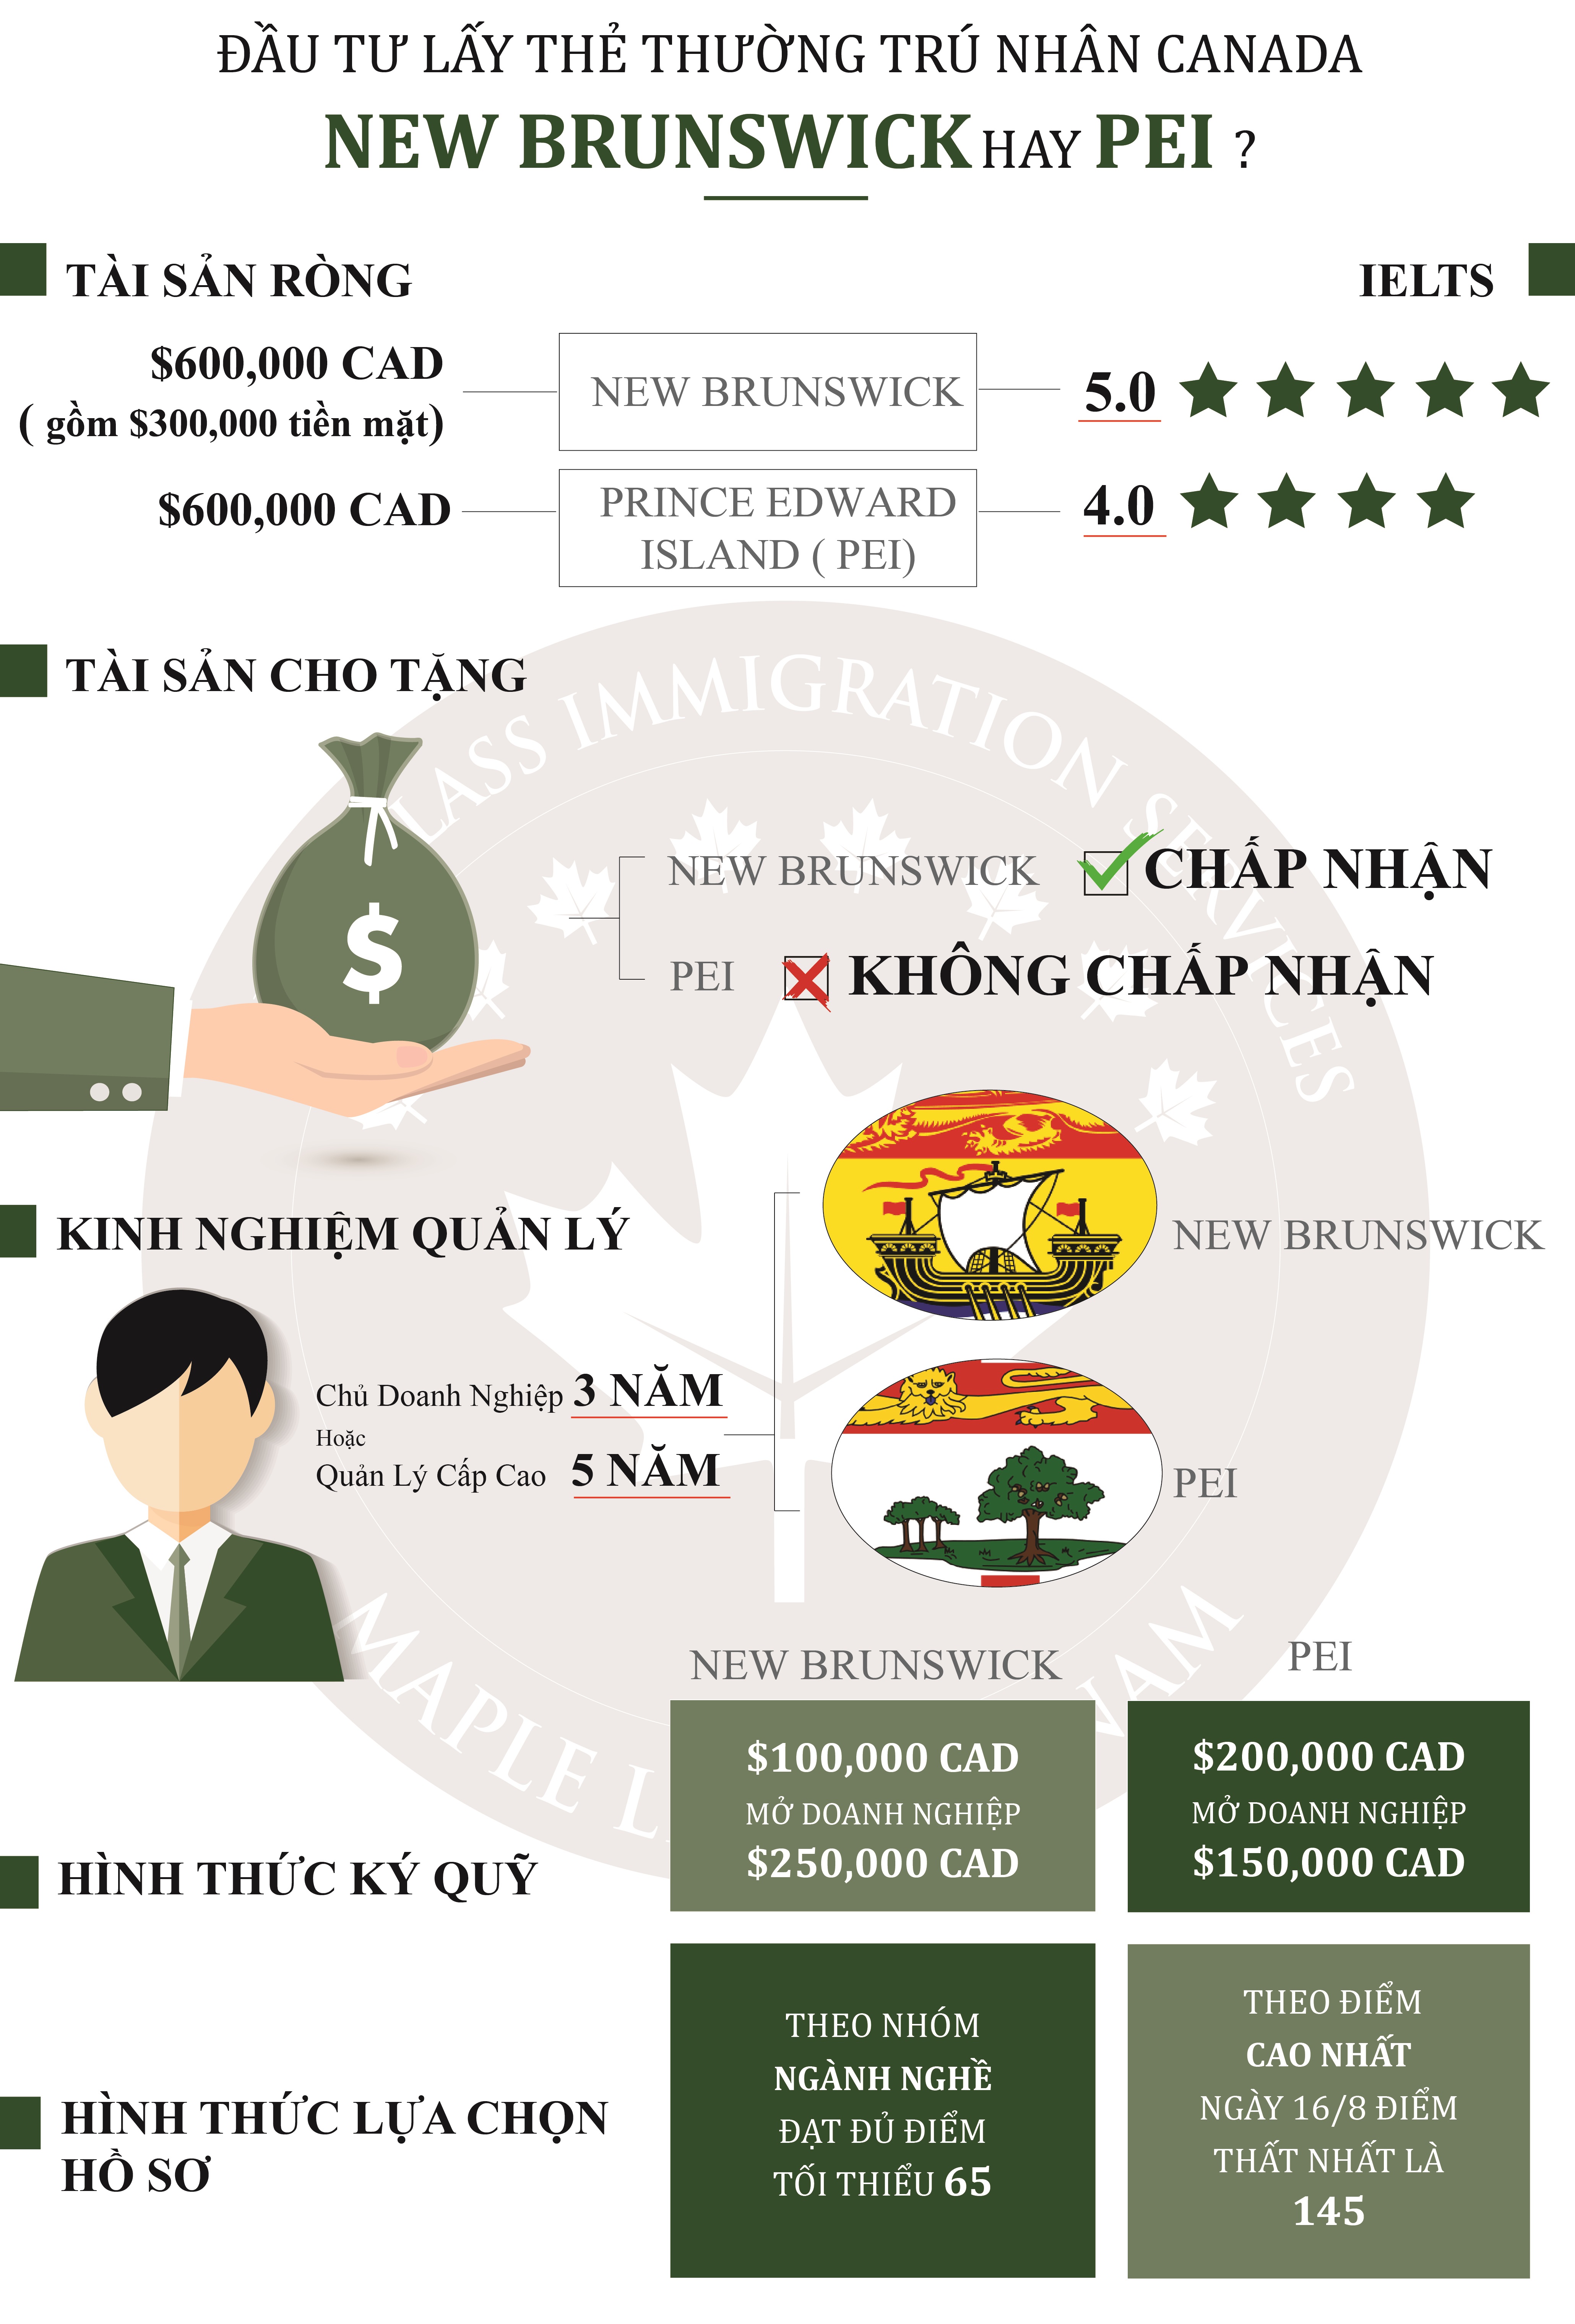 ĐẦU TƯ LẤY THẺ THƯỜNG TRÚ NHÂN CANADA
NEW BRUNSWICK HAY PEI ?
TÀI SẢN RÒNG
IELTS
$600,000 CAD
( gồm $300,000 tiền mặt)
NEW BRUNSWICK
5.0
$600,000 CAD
PRINCE EDWARD
ISLAND ( PEI)
4.0
TÀI SẢN CHO TẶNG
LASS IMMIGRATION SERVICES
$
NEW BRUNSWICK
CHẤP NHẬN
PEI
KHÔNG CHẤP NHẬN
KINH NGHIỆM QUẢN LÝ
NEW BRUNSWICK
Chủ Doanh Nghiệp 3 NĂM
Hoặc
Quản Lý Cấp Cao 5 NĂM
PEI
MAPLE L
NAM
NEW BRUNSWICK
PEI
HÌNH THỨC KÝ QUỸ
$100,000 CAD
MỞ DOANH NGHIỆP
$250,000 CAD
$200,000 CAD
MỞ DOANH NGHIỆP
$150,000 CAD
HÌNH THỨC LỰA CHỌN
HỒ SƠ
THEO NHÓM
NGÀNH NGHỀ
ĐẠT ĐỦ ĐIỂM
TỐI THIỂU 65
THEO ĐIỂM
CAO NHẤT
NGÀY 16/8 ĐIỂM
THẤT NHẤT LÀ
145